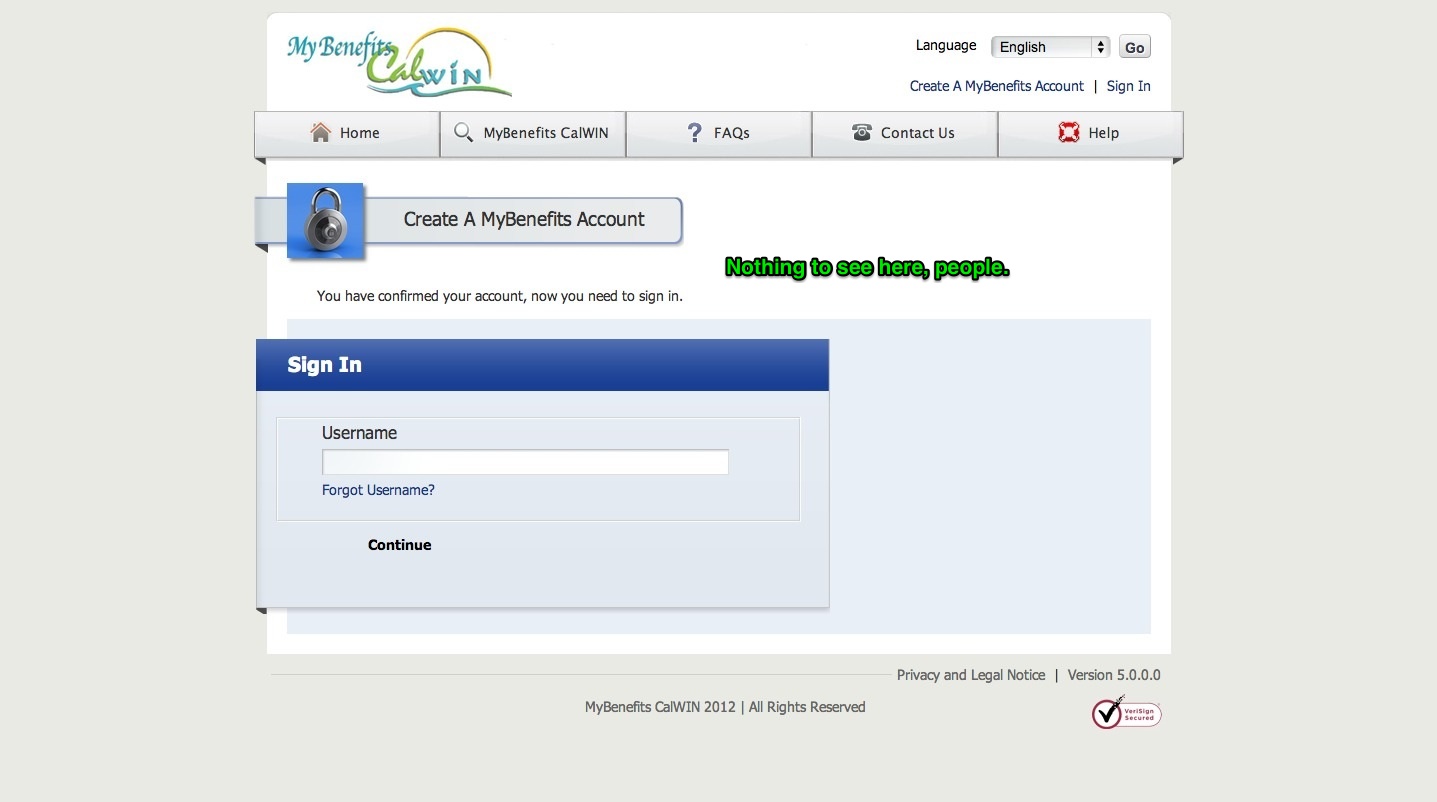 My Benefits
CalWIN
Language English Go
Create A MyBenefits Account | Sign In
Home MyBenefits CalWIN FAQs Contact Us Help
Create A MyBenefits Account
Nothing to see here, people.
You have confirmed your account, now you need to sign in.
Sign In
Username
Forgot Username?
Continue
Privacy and Legal Notice | Version 5.0.0.0
MyBenefits CalWIN 2012 | All Rights Reserved
VeriSign
Secured